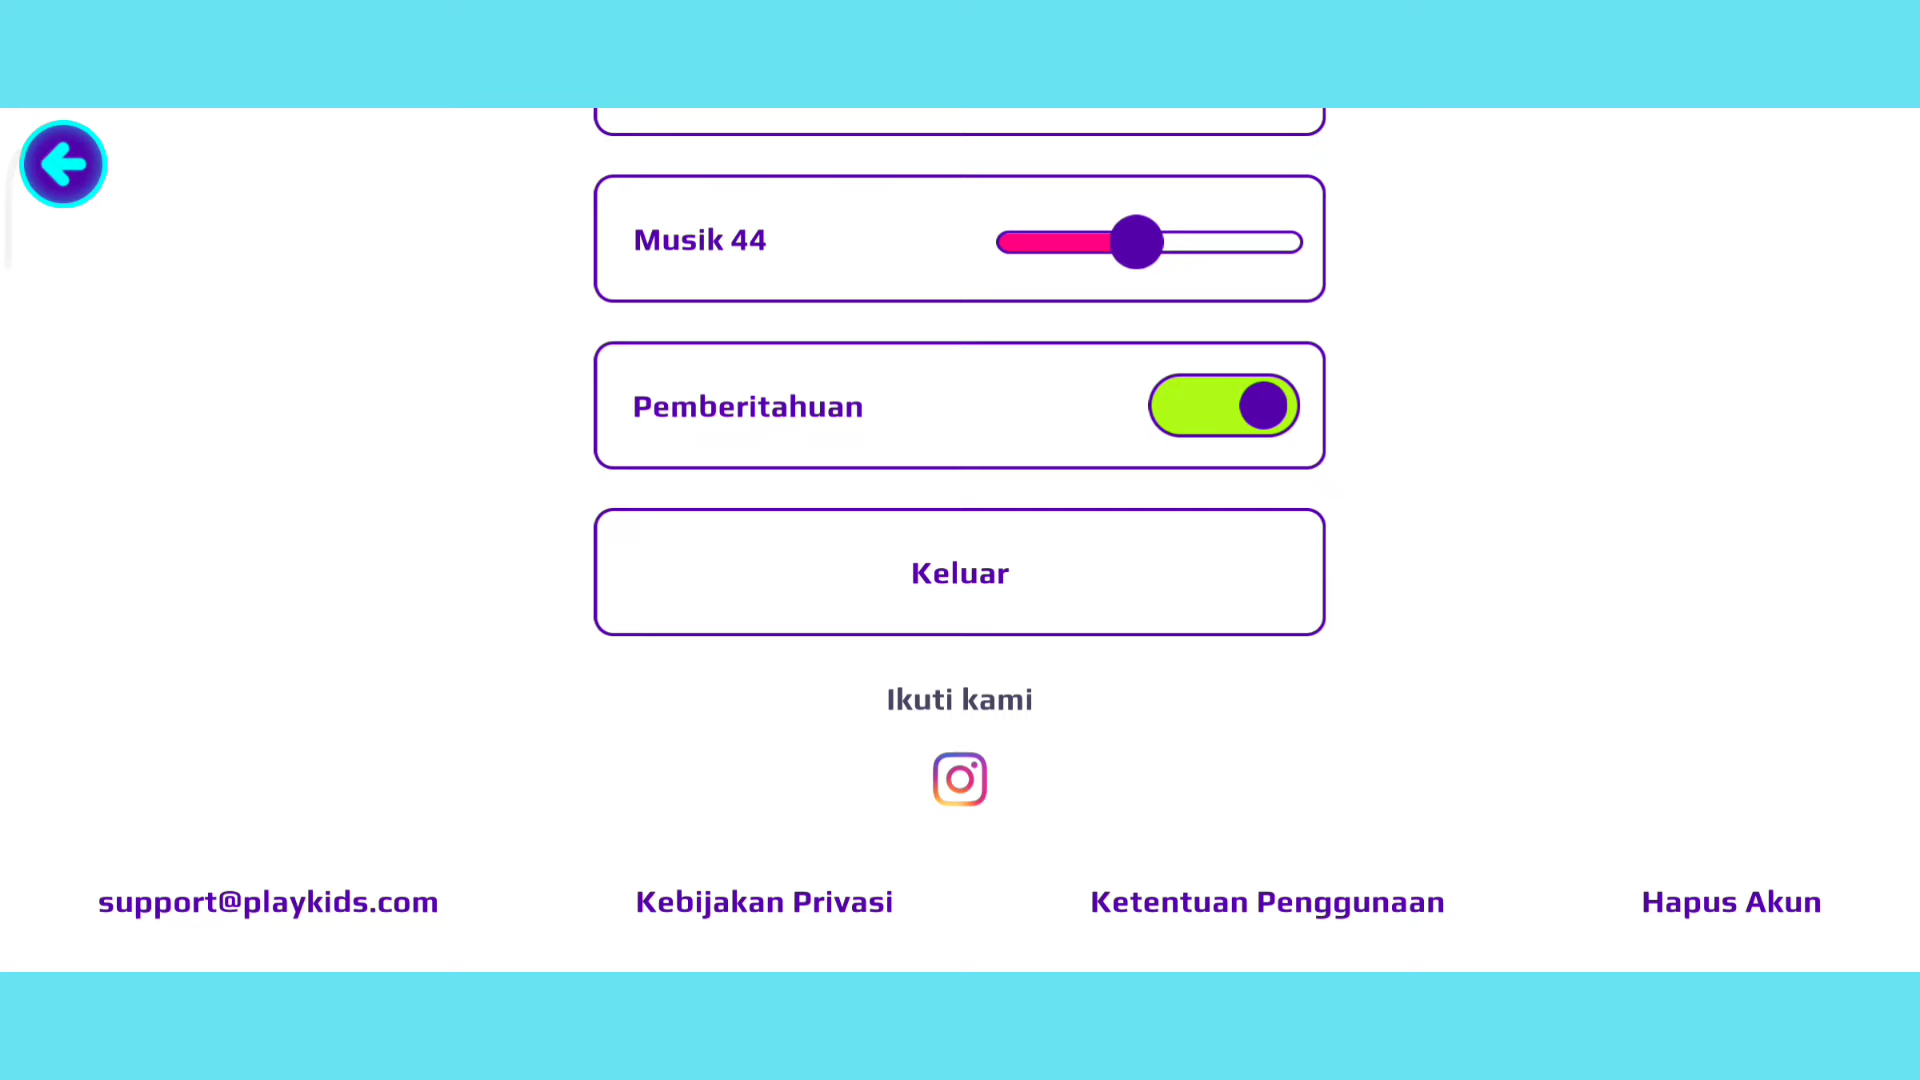 Musik 44
Pemberitahuan
Keluar
Ikuti kami
support@playkids.com
Kebijakan Privasi
Ketentuan Penggunaan
Hapus Akun